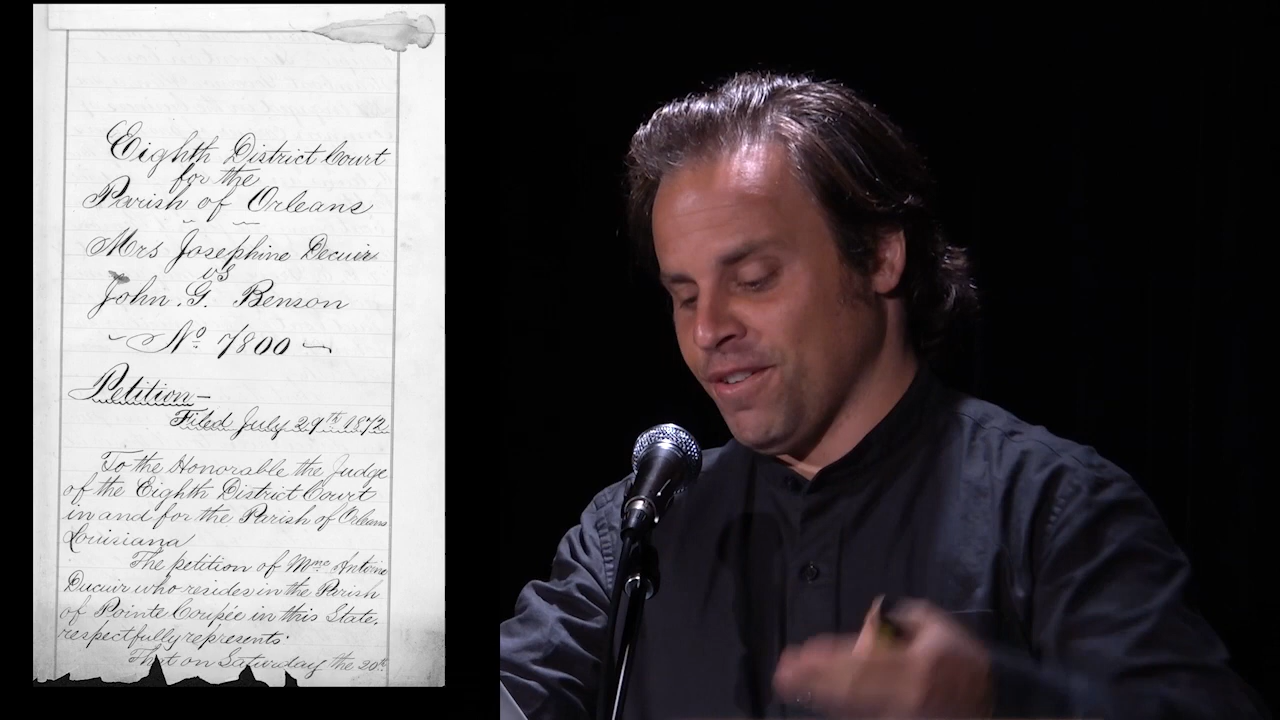 Eighth District Court
for the
Parish of Orleans
Mrs Josephine Decuir
vs
John G. Benson
No 7800
Petition-
Filed July 29th 1872
To the Honorable the Judge
of the Eighth District Court
in and for the Parish of Orleans
Louisiana
The petition of Mme Antoine
Ducuir who resides in the Parish
of Pointe Coupée in this State,
respectfully represents.
That on Saturday the 20th